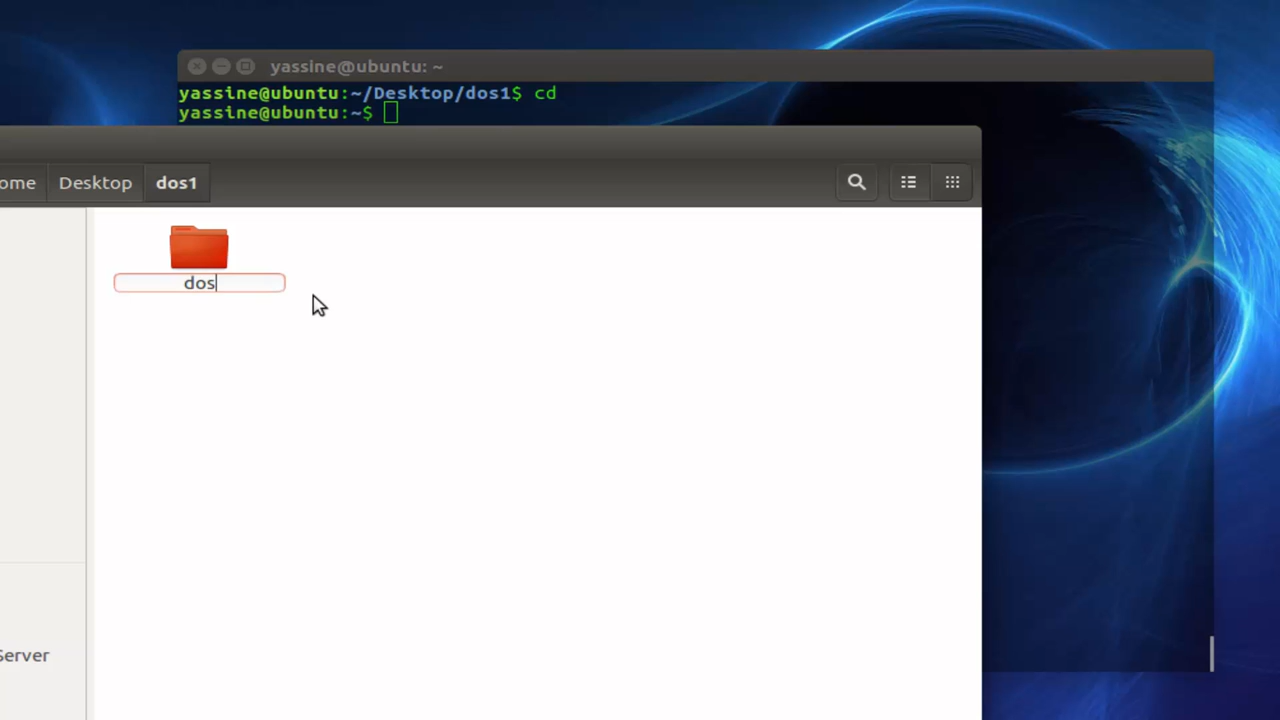 yassine@ubuntu: ~
yassine@ubuntu:~/Desktop/dos1$ cd
yassine@ubuntu:~$
ome Desktop dos1
dos
Server